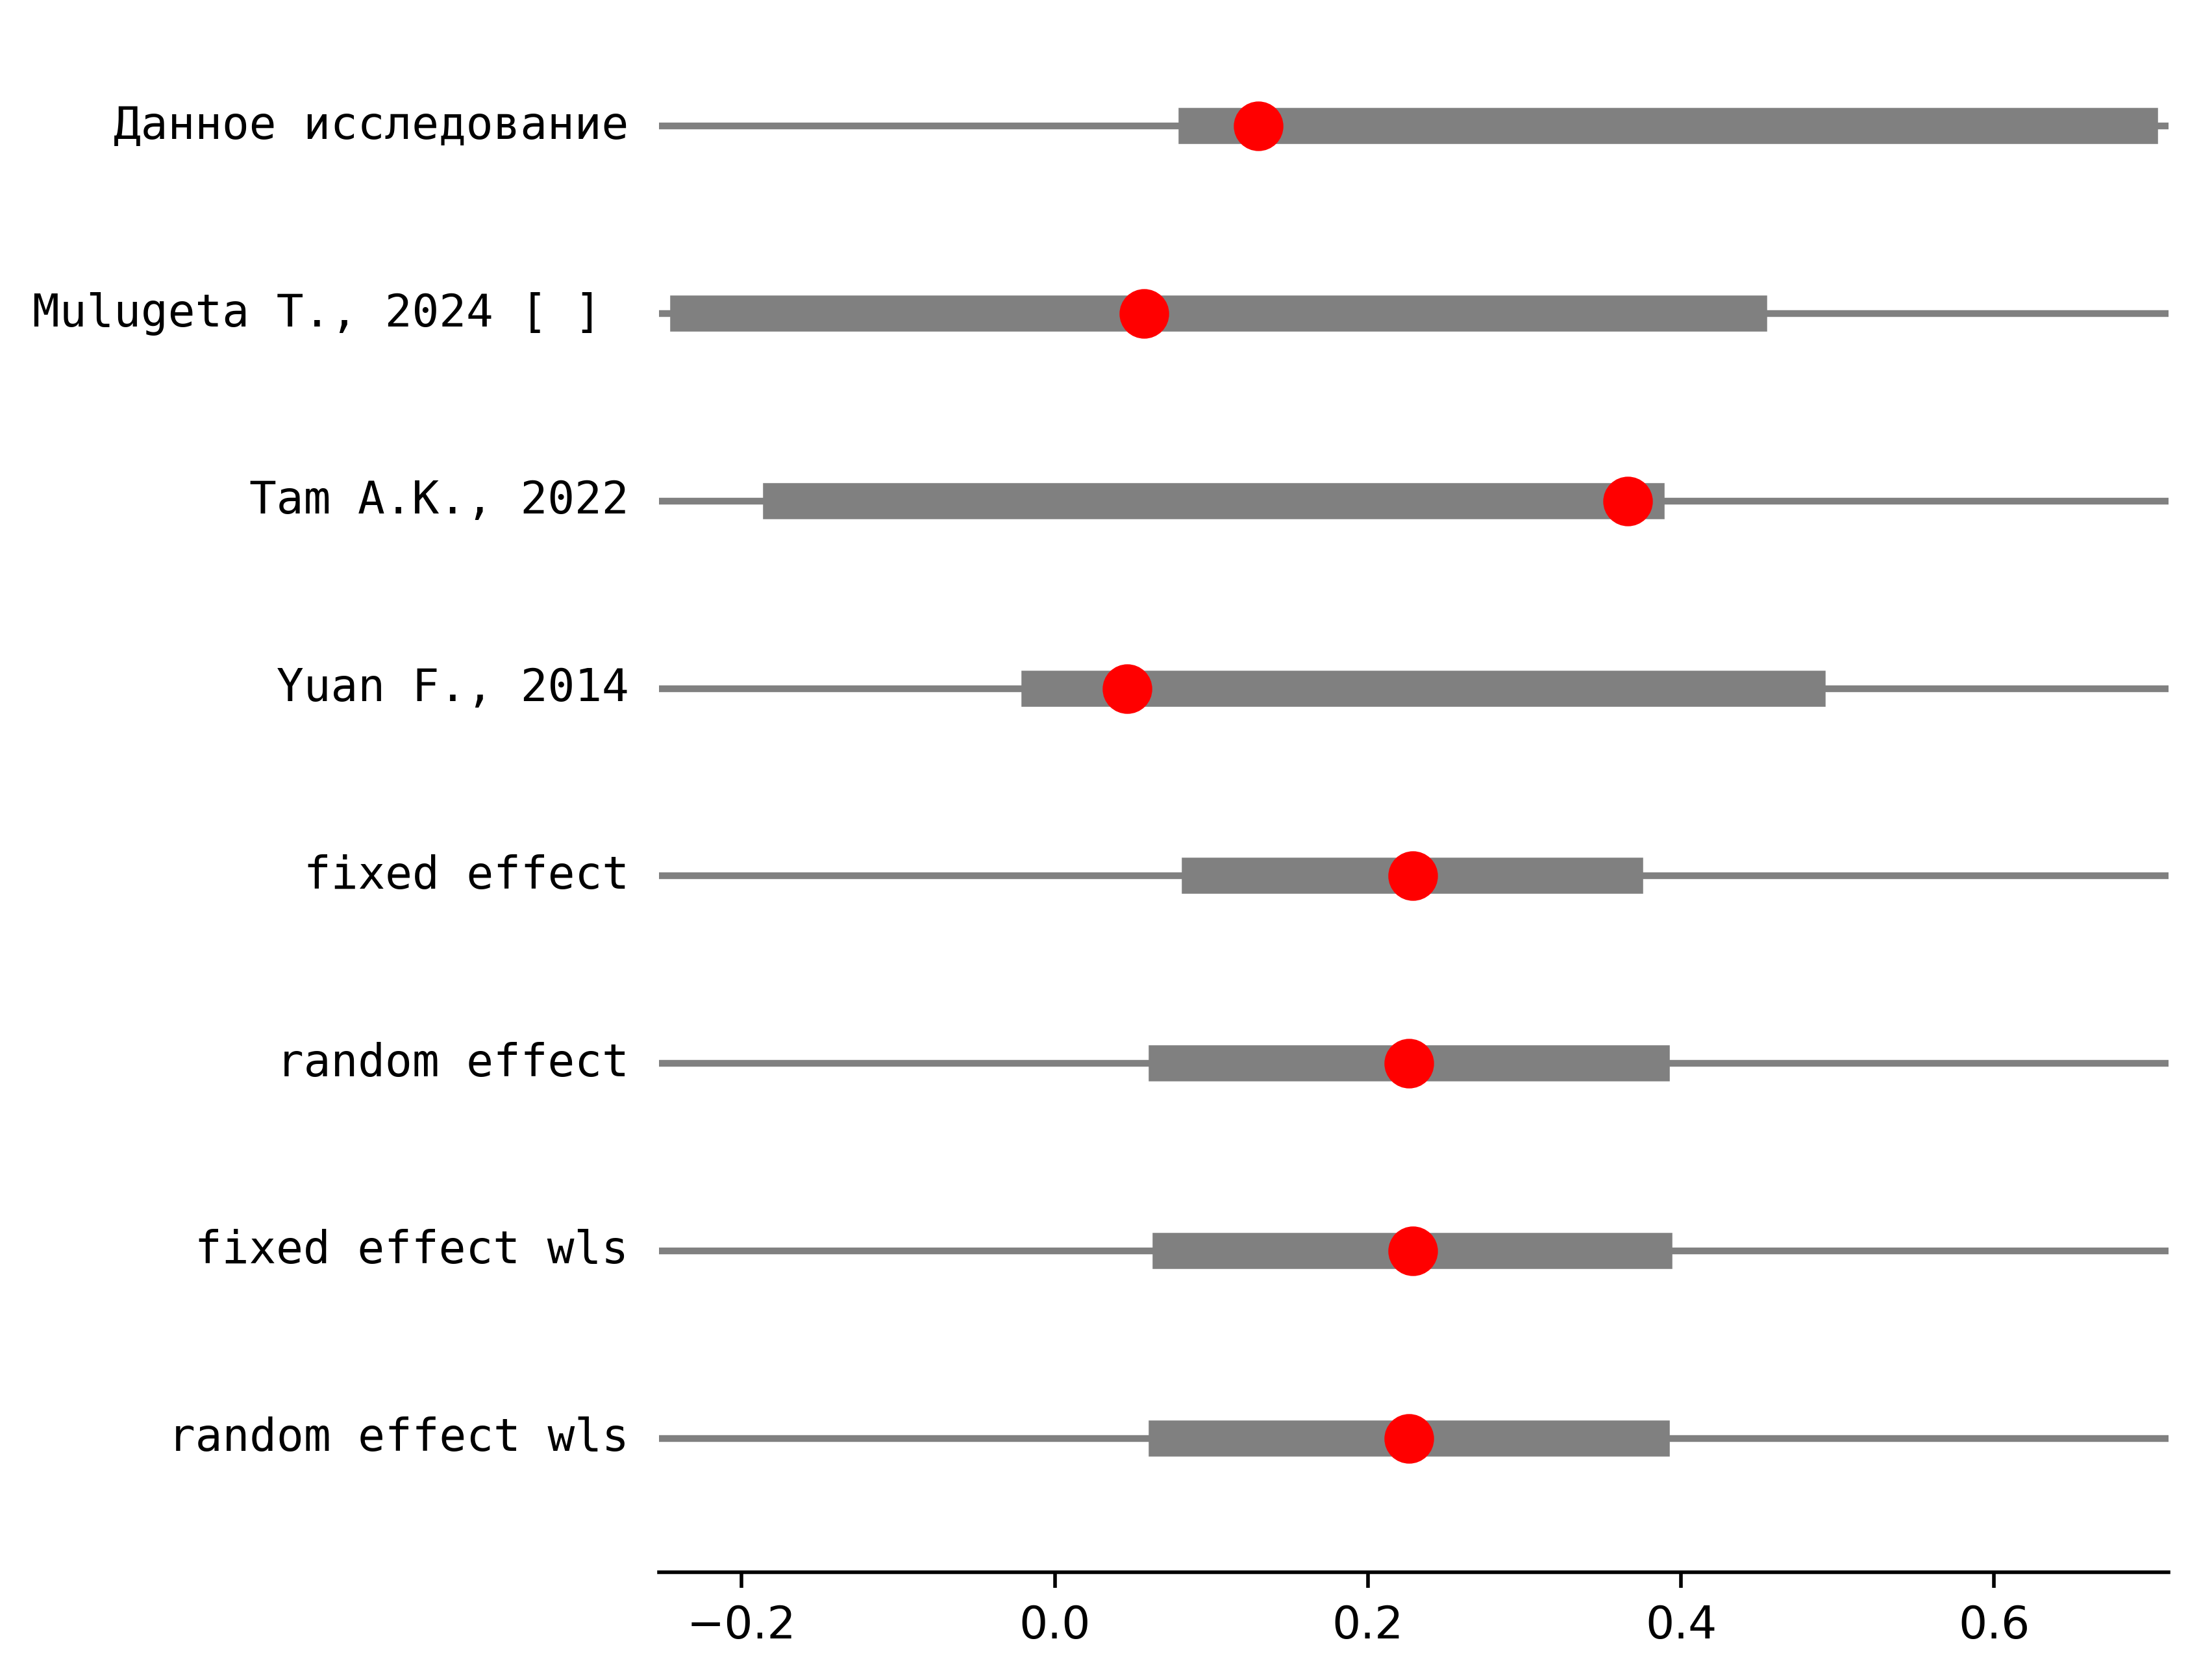 Данное исследование
Mulugeta T., 2024 [ ]
Tam A.K., 2022
Yuan F., 2014
fixed effect
random effect
fixed effect wls
random effect wls
−0.2 0.0 0.2 0.4 0.6